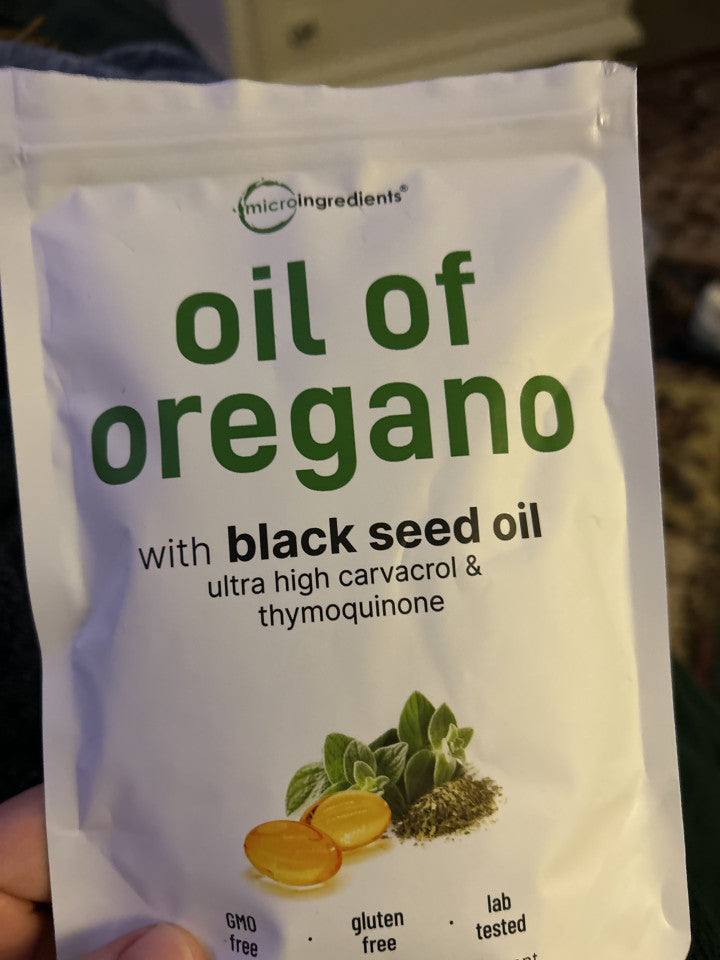 microingredients®
oil of
oregano
with black seed oil
ultra high carvacrol &
thymoquinone
GMO free · gluten free · lab tested